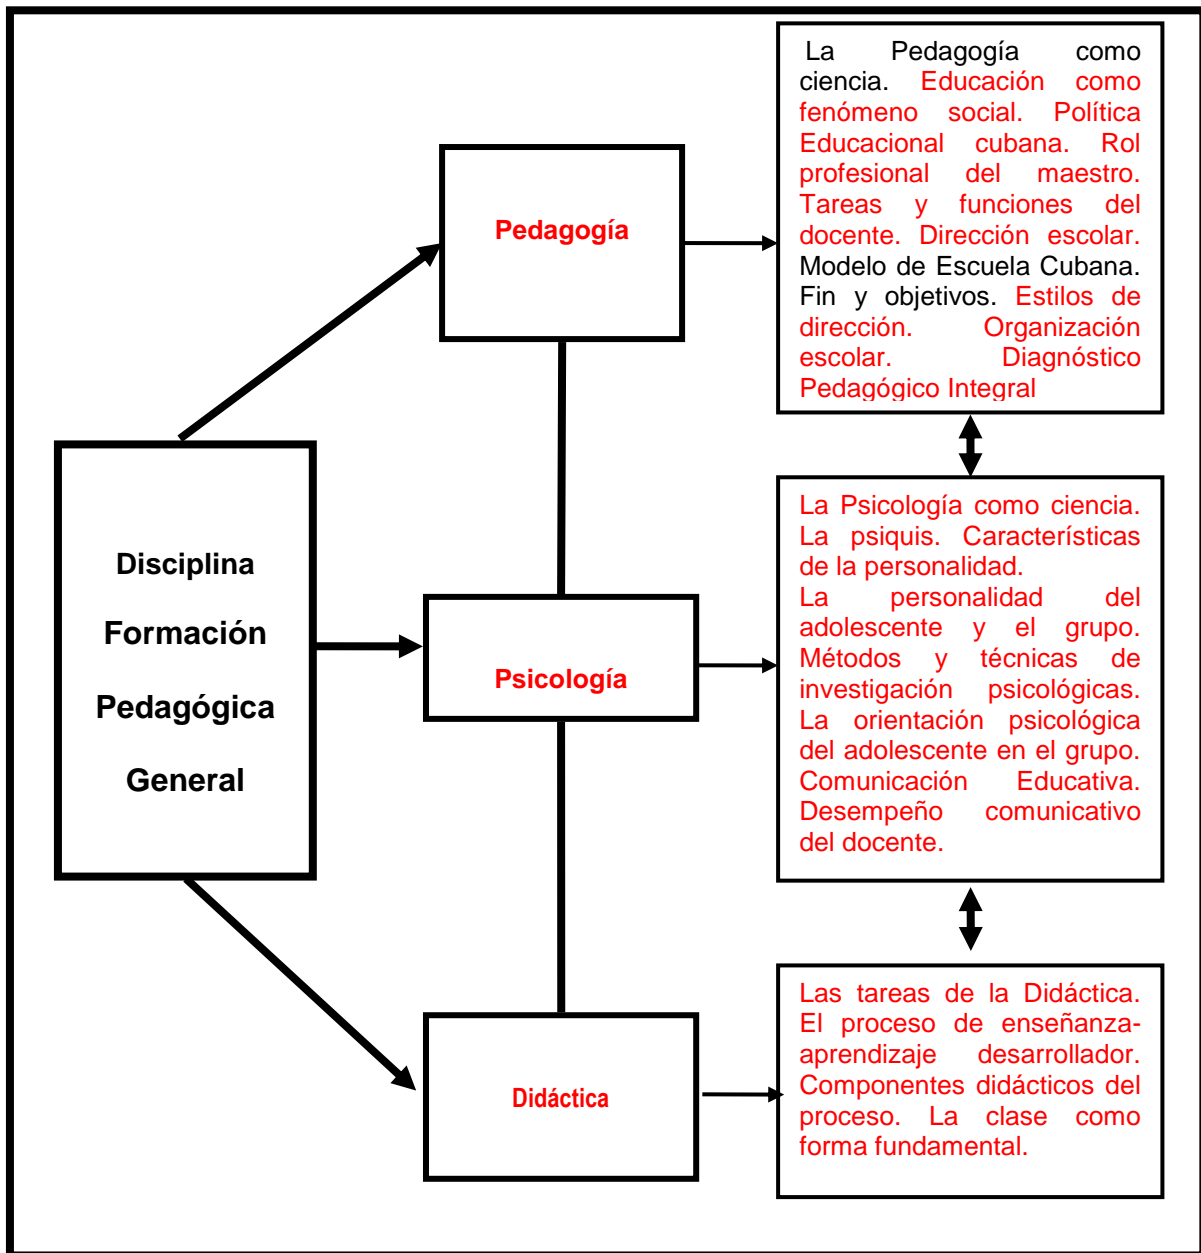 La Pedagogía como
ciencia. Educación como
fenómeno social. Política
Educacional cubana. Rol
profesional del maestro.
Tareas y funciones del
docente. Dirección escolar.
Modelo de Escuela Cubana.
Fin y objetivos. Estilos de
dirección. Organización
escolar. Diagnóstico
Pedagógico Integral
Pedagogía
Disciplina
Formación
Pedagógica
General
Psicología
La Psicología como ciencia.
La psiquis. Características
de la personalidad.
La personalidad del
adolescente y el grupo.
Métodos y técnicas de
investigación psicológicas.
La orientación psicológica
del adolescente en el grupo.
Comunicación Educativa.
Desempeño comunicativo
del docente.
Didáctica
Las tareas de la Didáctica.
El proceso de enseñanza-
aprendizaje desarrollador.
Componentes didácticos del
proceso. La clase como
forma fundamental.